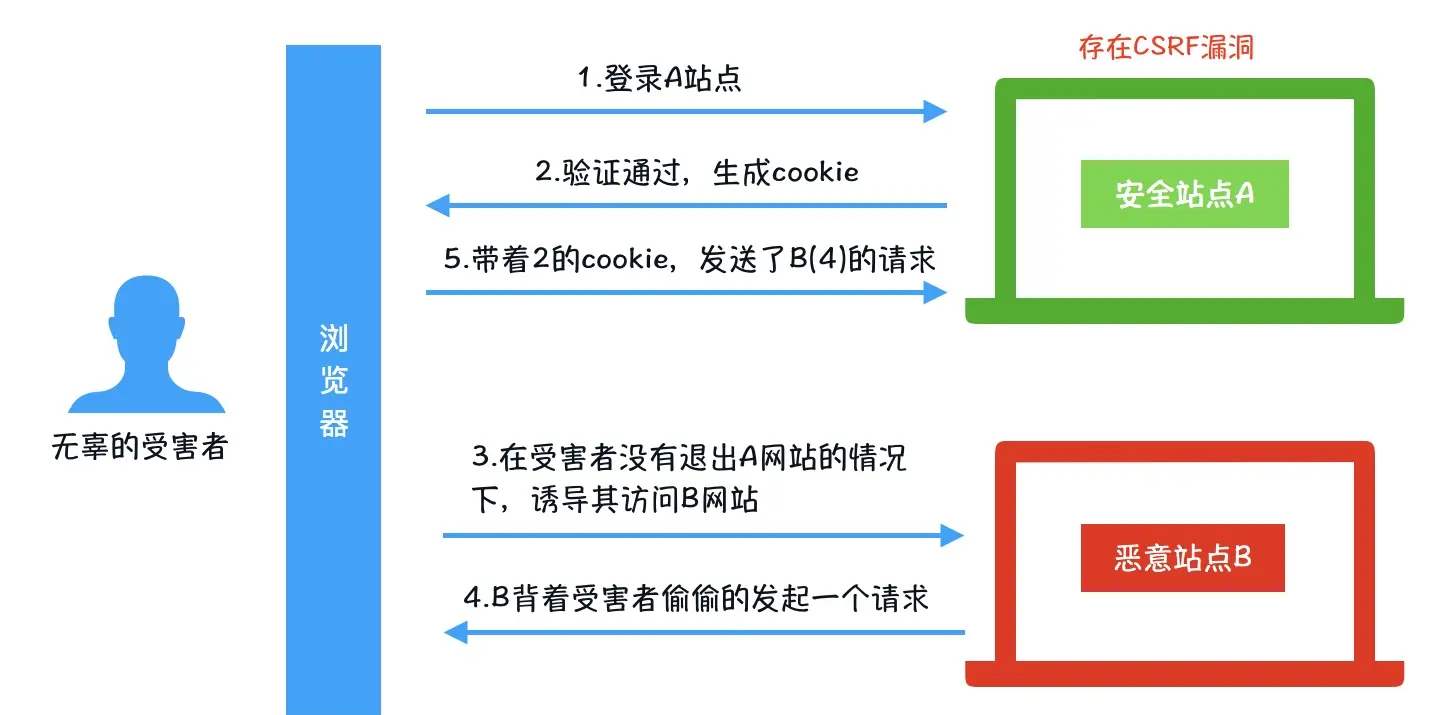 存在CSRF漏洞
1.登录A站点
2.验证通过，生成cookie
安全站点A
5.带着2的cookie，发送了B(4)的请求
浏
览
器
无辜的受害者
3.在受害者没有退出A网站的情况
下，诱导其访问B网站
恶意站点B
4.B背着受害者偷偷的发起一个请求